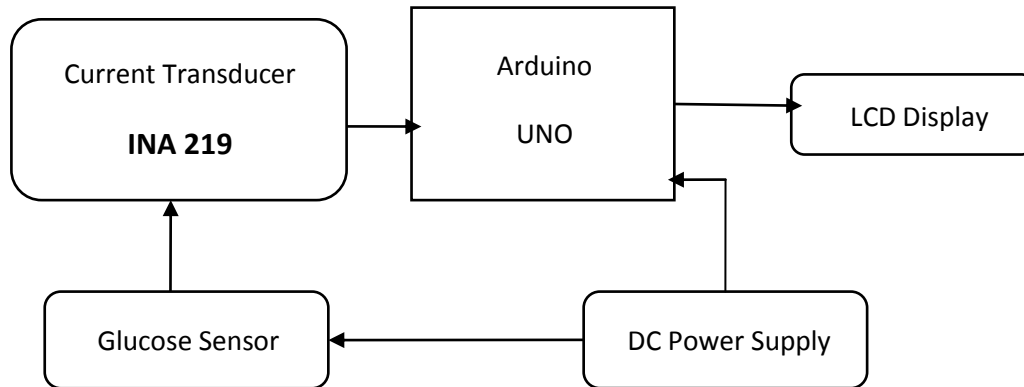 Current Transducer
INA 219
Arduino
UNO
LCD Display
Glucose Sensor
DC Power Supply